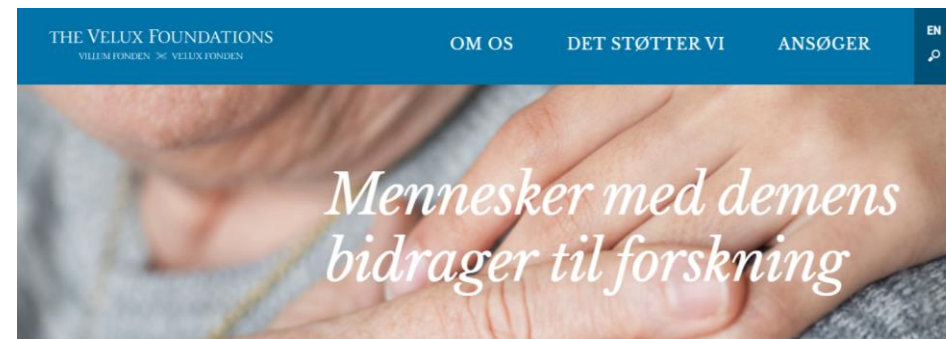 THE VELUX FOUNDATIONS
VILLUM FONDEN VELUX FONDEN
OM OS
DET STØTTER VI
ANSØGER
EN
Mennesker med demens
bidrager til forskning